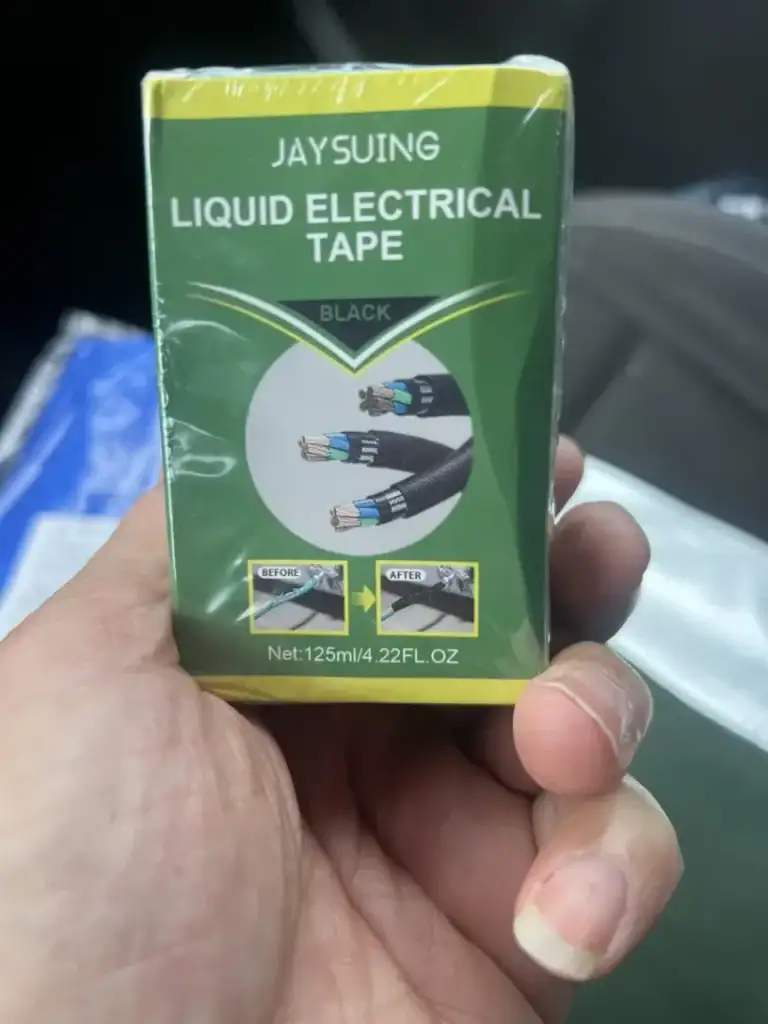 JAYSUING
LIQUID ELECTRICAL
TAPE
BLACK
BEFORE
AFTER
Net:125ml/4.22FL.OZ